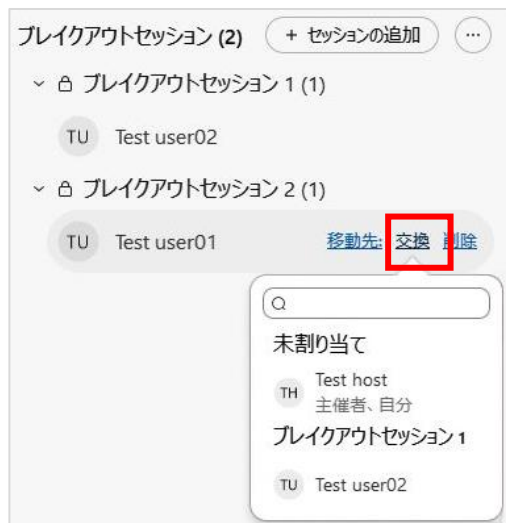 ブレイクアウトセッション (2) + セッションの追加 ...
ブレイクアウトセッション 1 (1)
TU Test user02
ブレイクアウトセッション 2 (1)
TU Test user01 移動先: 交換 削除
未割り当て
TH Test host
主催者、自分
ブレイクアウトセッション 1
TU Test user02